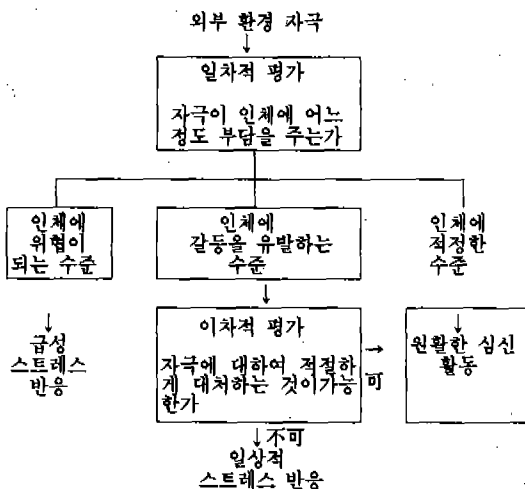 외부 환경 자극
일차적 평가
자극이 인체에 어느
정도 부담을 주는가
인체에
위협이
되는 수준
인체에
갈등을 유발하는
수준
인체에
적정한
수준
급성
스트레스
반응
이차적 평가
자극에 대하여, 적절하
게 대처하는 것이가능
한가
可
원활한 심신
활동
不可
일상적
스트레스 반응